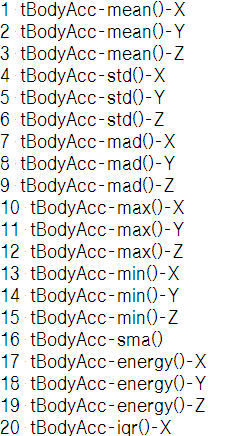 1 tBodyAcc-mean()-X
2 tBodyAcc-mean()-Y
3 tBodyAcc-mean()-Z
4 tBodyAcc-std()-X
5 tBodyAcc-std()-Y
6 tBodyAcc-std()-Z
7 tBodyAcc-mad()-X
8 tBodyAcc-mad()-Y
9 tBodyAcc-mad()-Z
10 tBodyAcc-max()-X
11 tBodyAcc-max()-Y
12 tBodyAcc-max()-Z
13 tBodyAcc-min()-X
14 tBodyAcc-min()-Y
15 tBodyAcc-min()-Z
16 tBodyAcc-sma()
17 tBodyAcc-energy()-X
18 tBodyAcc-energy()-Y
19 tBodyAcc-energy()-Z
20 tBodyAcc-iqr()-X